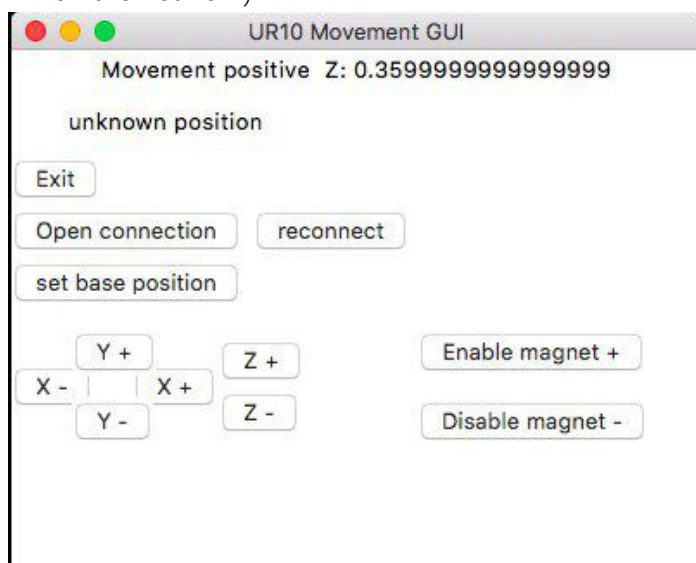 UR10 Movement GUI
Movement positive Z: 0.3599999999999999
unknown position
Exit
Open connection reconnect
set base position
Y +
Z +
Enable magnet +
X - X +
Y -
Z -
Disable magnet -